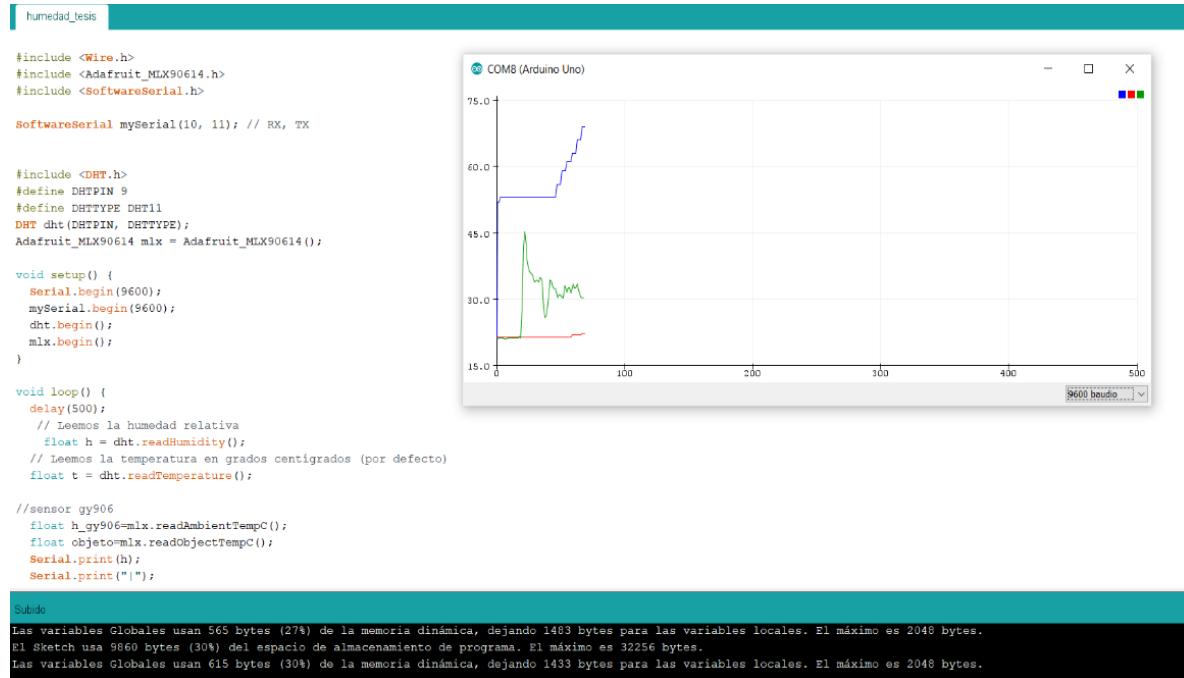 humedad_tesis
#include <Wire.h>
#include <Adafruit_MLX90614.h>
#include <SoftwareSerial.h>
SoftwareSerial mySerial(10, 11); // RX, TX
#include <DHT.h>
#define DHTPIN 9
#define DHTTYPE DHT11
DHT dht(DHTPIN, DHTTYPE);
Adafruit_MLX90614 mlx = Adafruit_MLX90614();
void setup() {
Serial.begin(9600);
mySerial.begin(9600);
dht.begin();
mlx.begin();
}
void loop() {
delay(500);
// Leemos la humedad relativa
float h = dht.readHumidity();
// Leemos la temperatura en grados centígrados (por defecto)
float t = dht.readTemperature();
//sensor gy906
float h_gy906=mlx.readAmbientTempC();
float objeto=mlx.readObjectTempC();
Serial.print(h);
Serial.print("|");
COM8 (Arduino Uno)
75.0
60.0
45.0
30.0
15.0
0 100 200 300 400 500
9600 baudio
Subido
Las variables Globales usan 565 bytes (27%) de la memoria dinámica, dejando 1483 bytes para las variables locales. El máximo es 2048 bytes.
El Sketch usa 9860 bytes (30%) del espacio de almacenamiento de programa. El máximo es 32256 bytes.
Las variables Globales usan 615 bytes (30%) de la memoria dinámica, dejando 1433 bytes para las variables locales. El máximo es 2048 bytes.